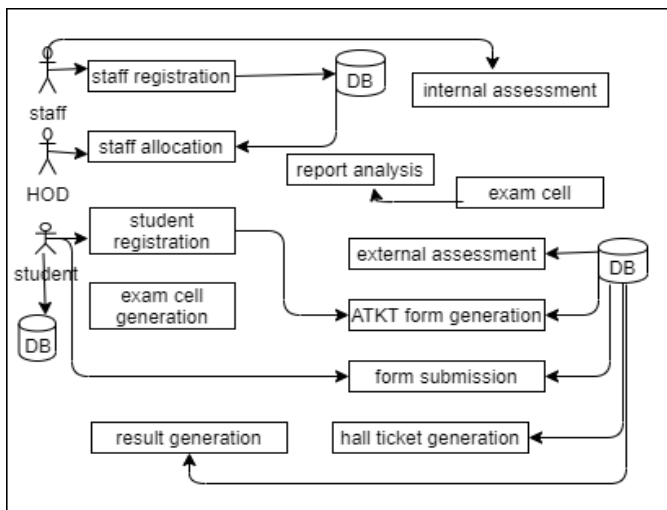 staff registration
DB
internal assessment
staff
staff allocation
HOD
report analysis
exam cell
student
registration
external assessment
DB
student
exam cell
generation
ATKT form generation
DB
form submission
result generation
hall ticket generation